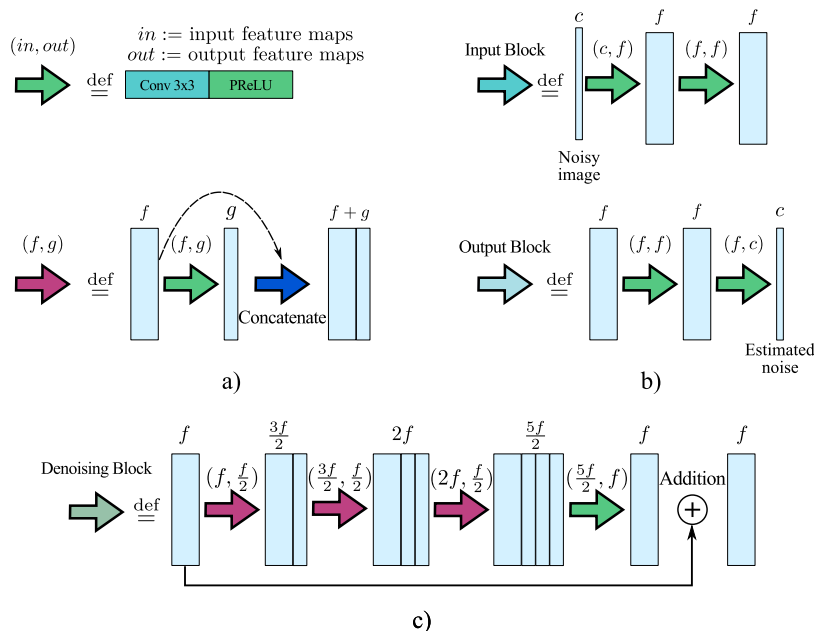 (in, out)
in := input feature maps
out := output feature maps
def
=
Conv 3x3 PReLU
Input Block
def
=
c
(c, f)
f
(f, f)
f
Noisy
image
(f, g)
def
=
f
(f, g)
g
Concatenate
f + g
a)
Output Block
def
=
f
(f, f)
f
(f, c)
c
Estimated
noise
b)
Denoising Block
def
=
f
(f, f/2)
3f/2
(3f/2, f/2)
2f
(2f, f/2)
5f/2
(5f/2, f)
f
Addition
+
f
c)